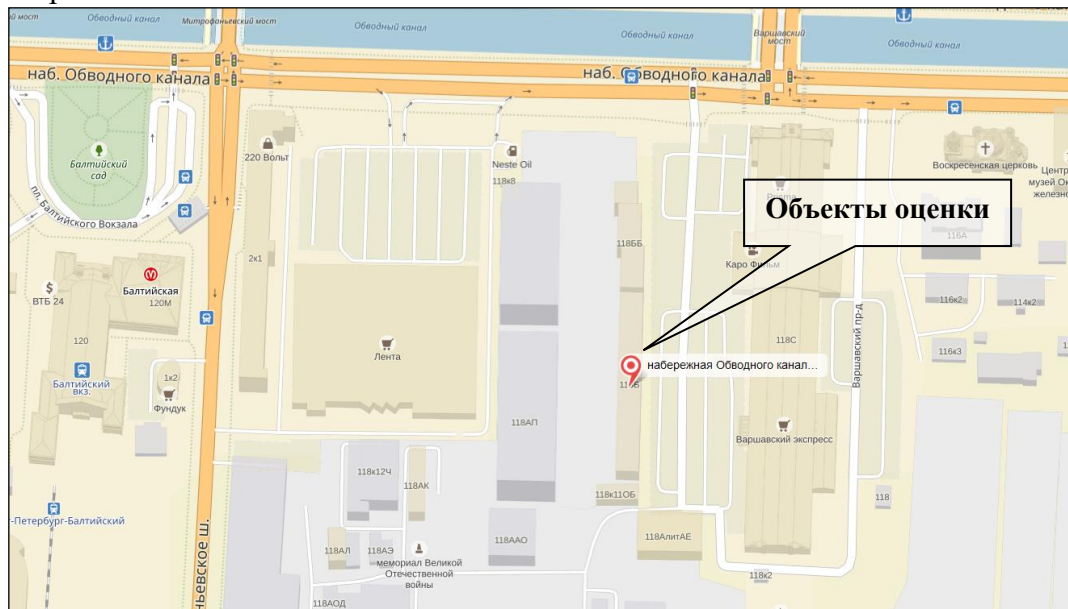 Обводный канал
Митрофаньевский мост
Обводный канал
Обводный канал
Варшавский
мост
Обводный канал
наб. Обводного канала
наб. Обводного канала
220 Вольт
Neste Oil
118к8
Балтийский
сад
Воскресенская церковь
Объекты оценки
пл. Балтийского Вокзала
118ББ
116А
2к1
Каро Фильм
Балтийская
120М
ВТБ 24
116к2
114к2
120
118С
Варшавский пр-д
Лента
116к3
набережная Обводного канал...
Балтийский
вкз.
1к2
Фундук
118АП
Варшавский экспресс
118к12Ч
118АК
118к11ОБ
118
-Петербург-Балтийский
118АЛ
118АЭ
118ААО
118АлитАЕ
мемориал Великой
Отечественной
войны
118к2
118АОД
ньевское ш.